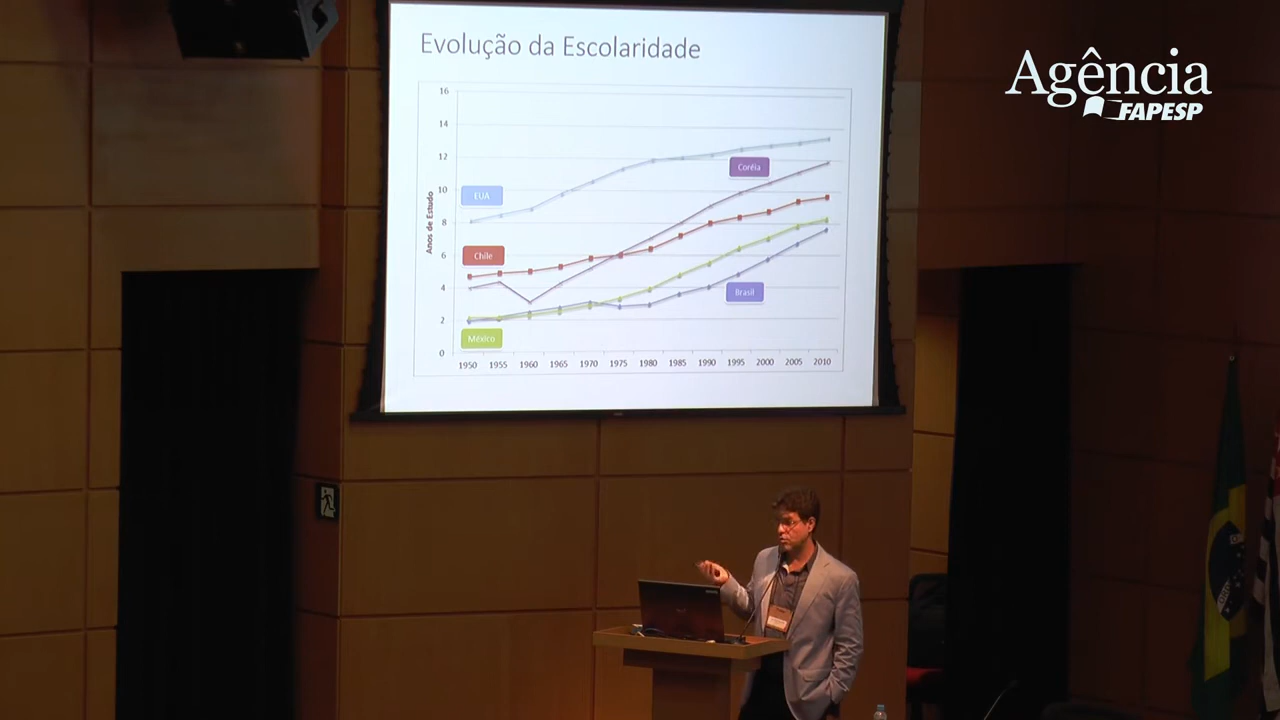 Evolução da Escolaridade
Agência
FAPESP
16
14
12
10
8
6
4
2
0
Anos de Estudo
EUA
Chile
México
Coréia
Brasil
1950 1955 1960 1965 1970 1975 1980 1985 1990 1995 2000 2005 2010